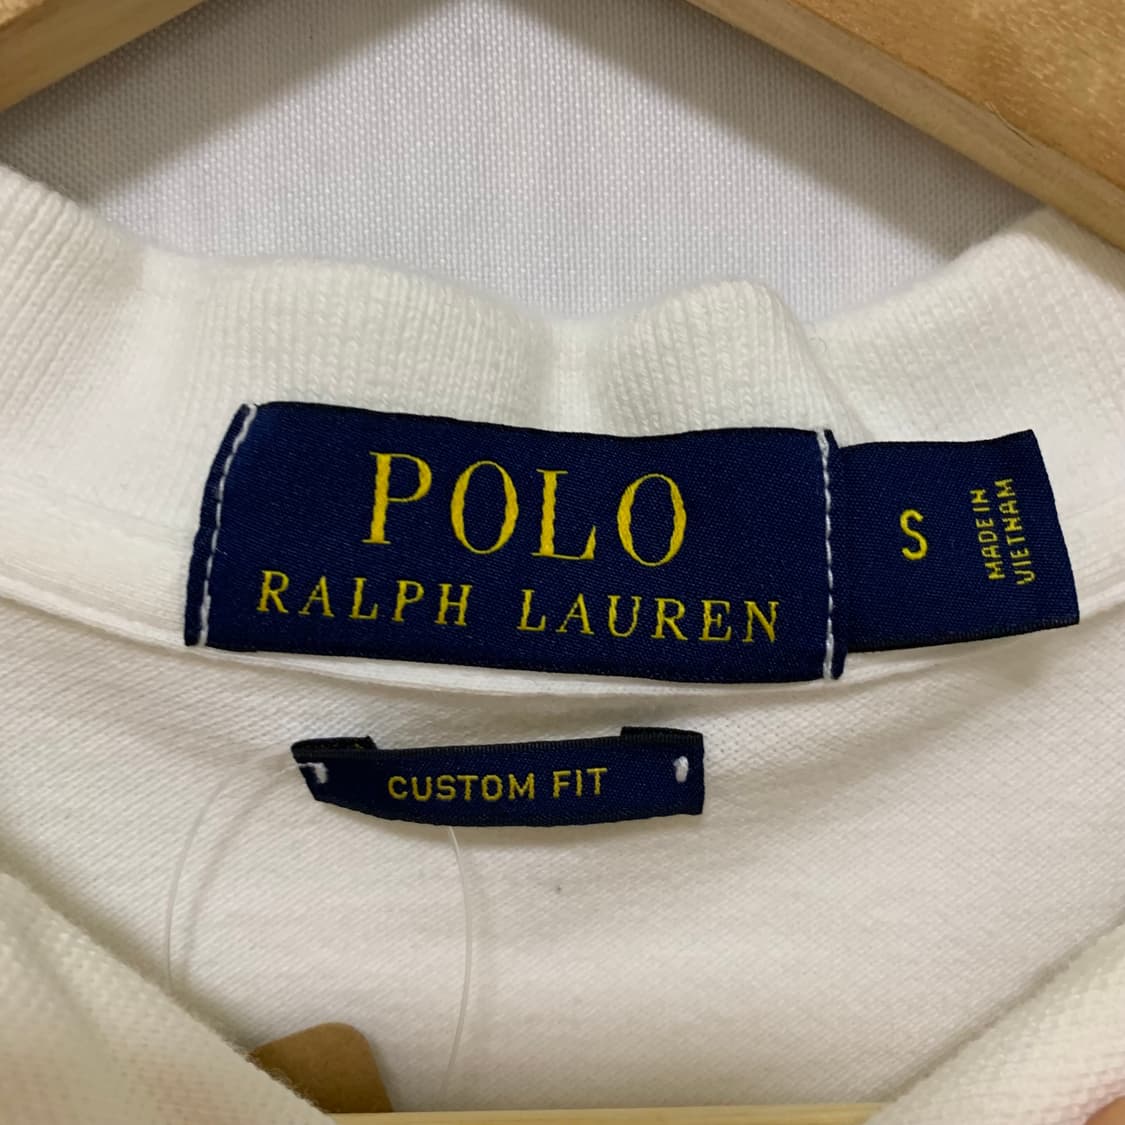 POLO
RALPH LAUREN
S
MADE IN
VIETNAM
CUSTOM FIT